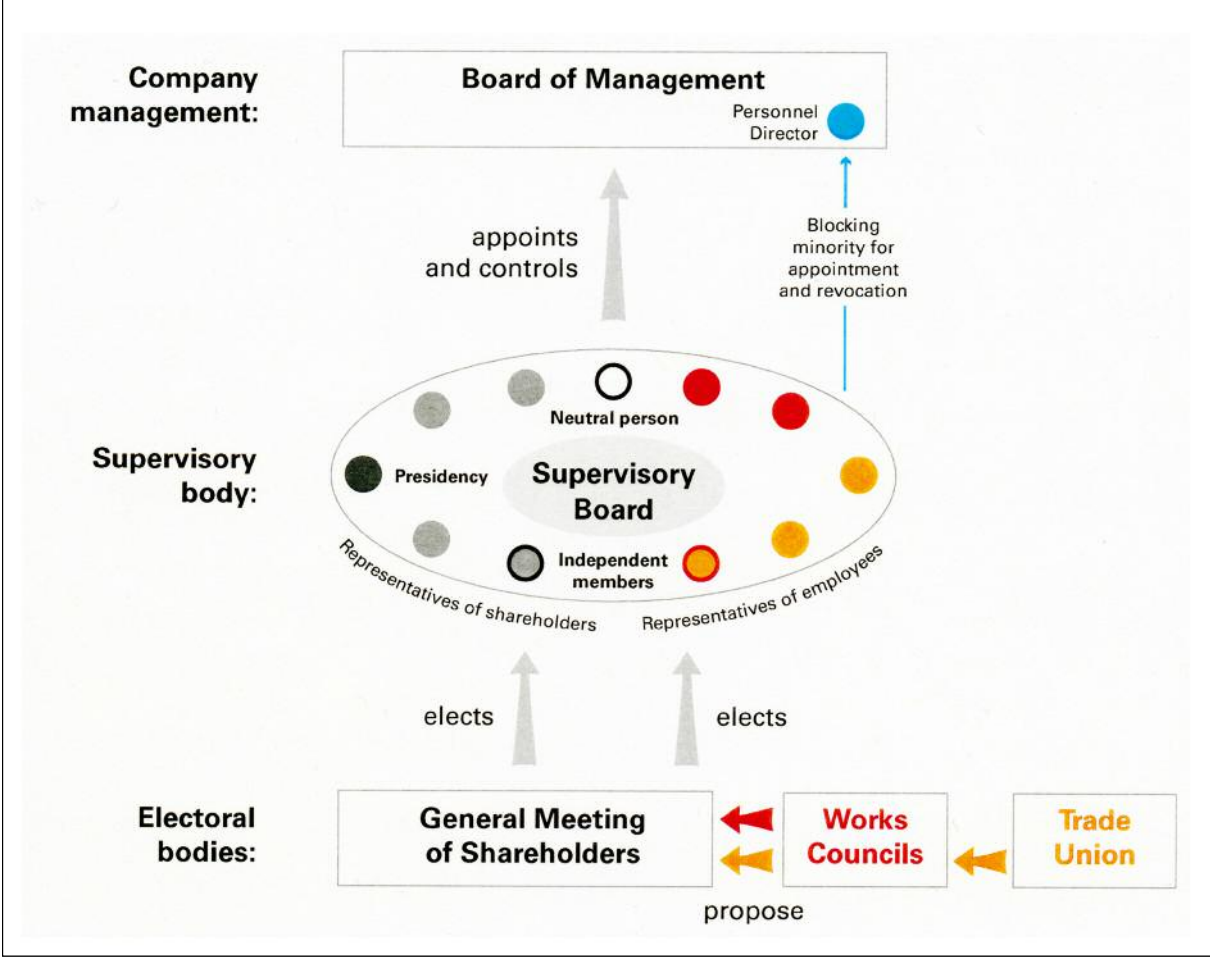 Company
management:
Board of Management
Personnel
Director
appoints
and controls
Blocking
minority for
appointment
and revocation
Supervisory
body:
Neutral person
Presidency
Supervisory
Board
Independent
members
Representatives of shareholders
Representatives of employees
elects
elects
Electoral
bodies:
General Meeting
of Shareholders
Works
Councils
Trade
Union
propose